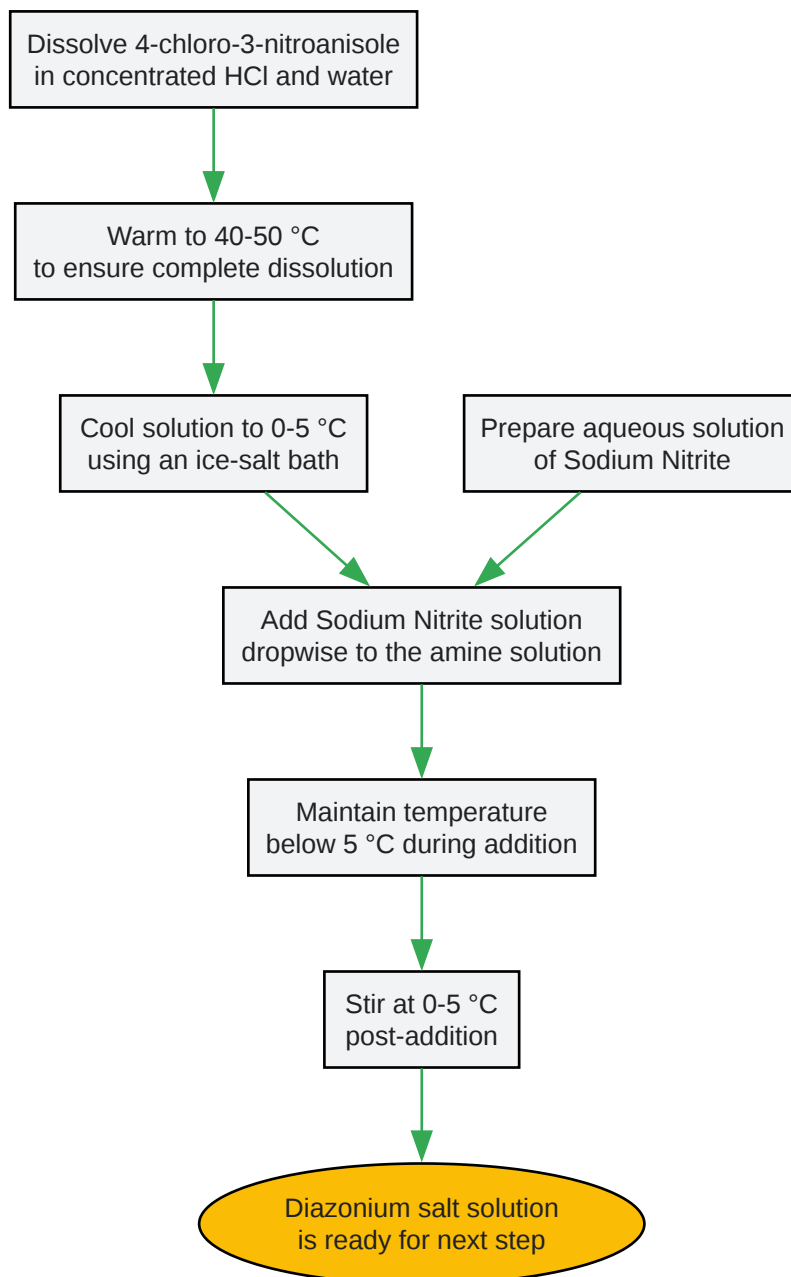 Dissolve 4-chloro-3-nitroanisole
in concentrated HCl and water
Warm to 40-50 °C
to ensure complete dissolution
Cool solution to 0-5 °C
using an ice-salt bath
Prepare aqueous solution
of Sodium Nitrite
Add Sodium Nitrite solution
dropwise to the amine solution
Maintain temperature
below 5 °C during addition
Stir at 0-5 °C
post-addition
Diazonium salt solution
is ready for next step